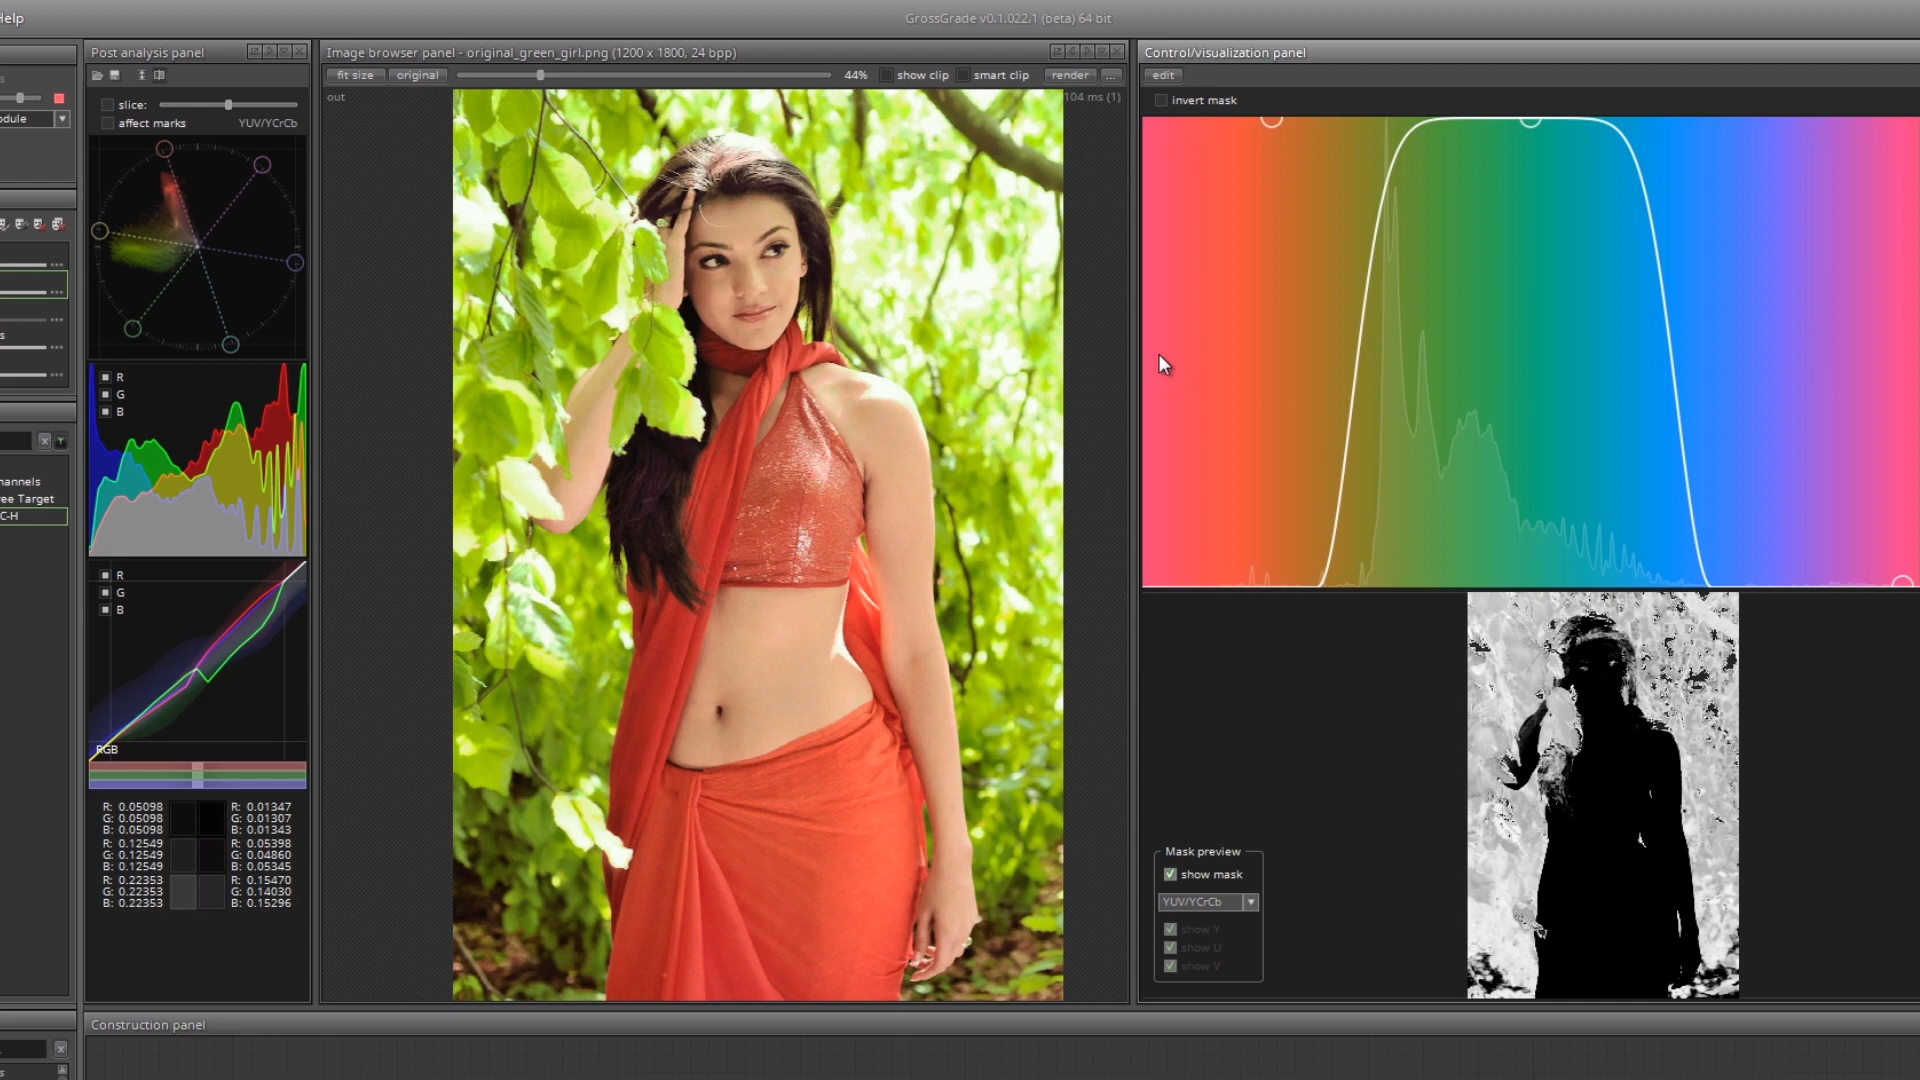 Help
GrossGrade v0.1.022.1 (beta) 64 bit
Post analysis panel
Image browser panel - original_green_girl.png (1200 x 1800, 24 bpp)
Control/visualization panel
fit size
original
44%
show clip
smart clip
render
...
edit
out
104 ms (1)
invert mask
slice:
affect marks
YUV/YCrCb
odule
R
G
B
hannels
ree Target
C-H
R
G
B
RGB
R: 0.05098
G: 0.05098
B: 0.05098
R: 0.01347
G: 0.01307
B: 0.01343
R: 0.12549
G: 0.12549
B: 0.12549
R: 0.05398
G: 0.04860
B: 0.05345
R: 0.22353
G: 0.22353
B: 0.22353
R: 0.15470
G: 0.14030
B: 0.15296
Mask preview
show mask
YUV/YCrCb
show Y
show U
show V
Construction panel